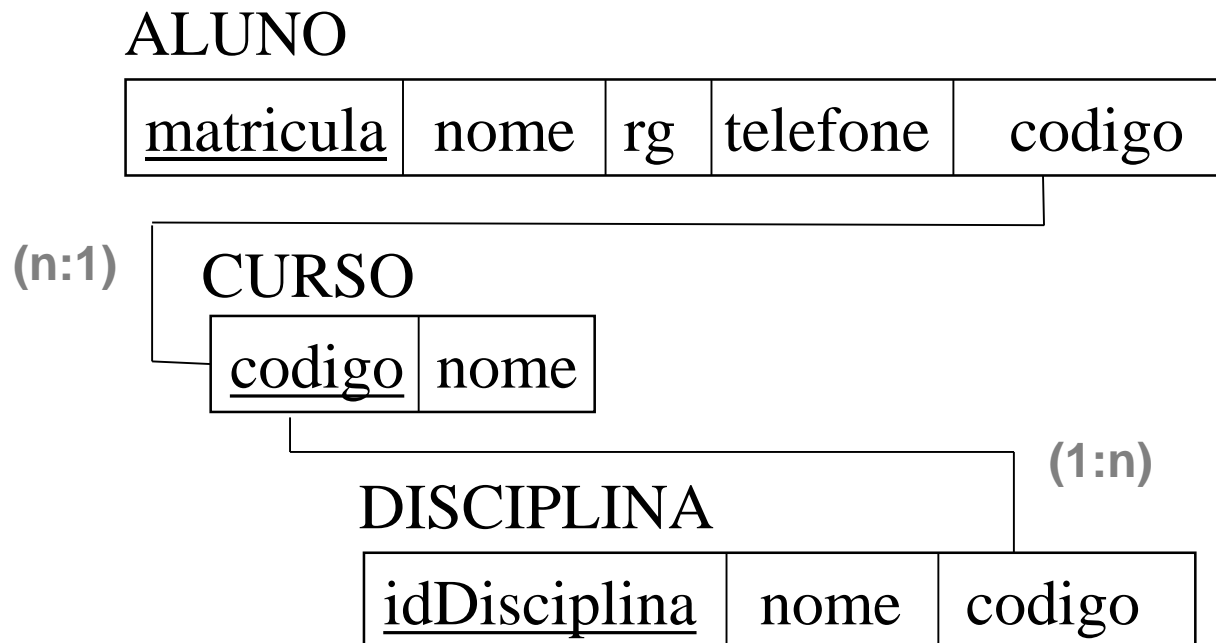 ALUNO
matricula nome rg telefone codigo
(n:1)
CURSO
codigo nome
(1:n)
DISCIPLINA
idDisciplina nome codigo